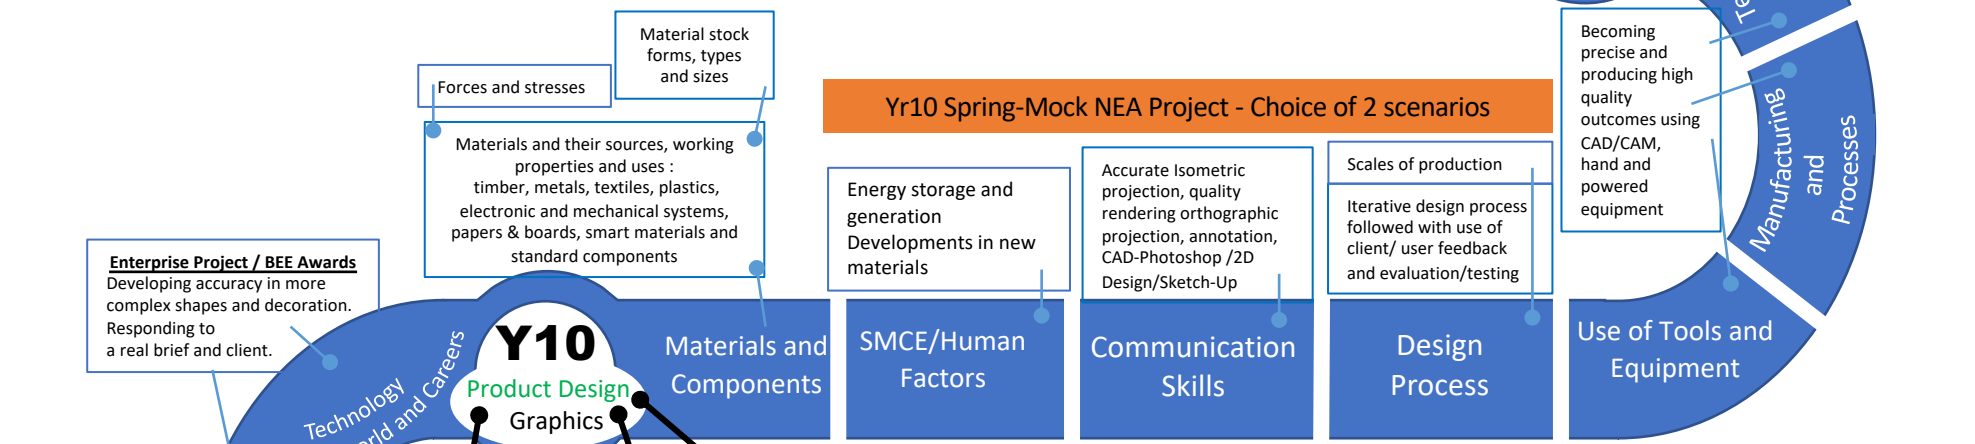 Material stock
forms, types
and sizes
Forces and stresses
Materials and their sources, working
properties and uses :
timber, metals, textiles, plastics,
electronic and mechanical systems,
papers & boards, smart materials and
standard components
Enterprise Project / BEE Awards
Developing accuracy in more
complex shapes and decoration.
Responding to
a real brief and client.
Yr10 Spring-Mock NEA Project - Choice of 2 scenarios
Energy storage and
generation
Developments in new
materials
Accurate Isometric
projection, quality
rendering orthographic
projection, annotation,
CAD-Photoshop /2D
Design/Sketch-Up
Scales of production
Iterative design process
followed with use of
client/ user feedback
and evaluation/testing
Becoming
precise and
producing high
quality
outcomes using
CAD/CAM,
hand and
powered
equipment
Manufacturing
and
Processes
Technology
and Careers
Y10
Product Design
Graphics
Materials and
Components
SMCE/Human
Factors
Communication
Skills
Design
Process
Use of Tools and
Equipment